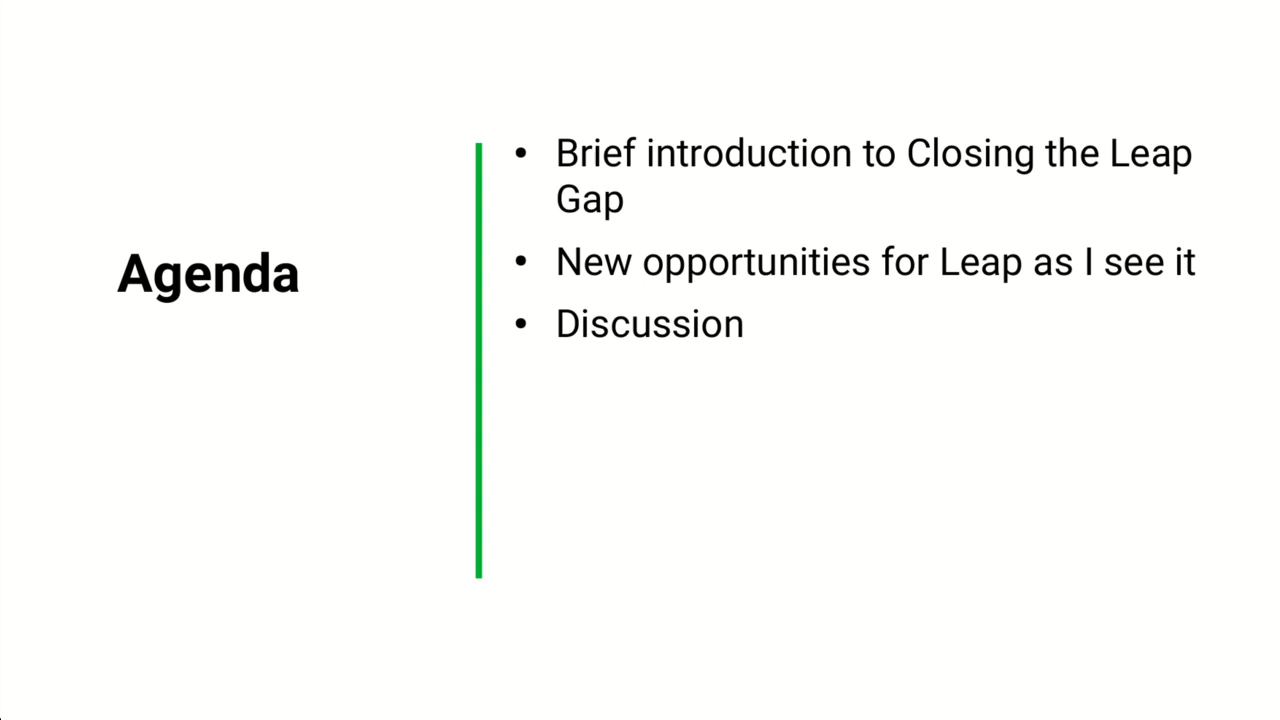 Agenda
• Brief introduction to Closing the Leap
Gap
• New opportunities for Leap as I see it
• Discussion